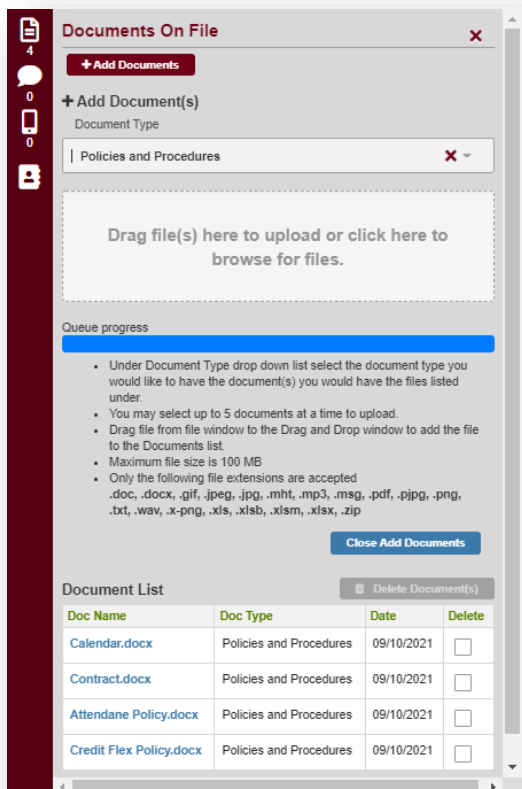 Documents On File
4
+Add Documents
0
+ Add Document(s)
Document Type
0
Policies and Procedures
Drag file(s) here to upload or click here to
browse for files.
Queue progress
• Under Document Type drop down list select the document type you
would like to have the document(s) you would have the files listed
under.
• You may select up to 5 documents at a time to upload.
• Drag file from file window to the Drag and Drop window to add the file
to the Documents list.
• Maximum file size is 100 MB
• Only the following file extensions are accepted
.doc, .docx, .gif, .jpeg, .jpg, .mht, .mp3, .msg, .pdf, .pjpg, .png,
.txt, .wav, .x-png, .xls, .xlsb, .xlsm, .xlsx, .zip
Close Add Documents
Document List Delete Document(s)
Doc Name Doc Type Date Delete
Calendar.docx Policies and Procedures 09/10/2021
Contract.docx Policies and Procedures 09/10/2021
Attendane Policy.docx Policies and Procedures 09/10/2021
Credit Flex Policy.docx Policies and Procedures 09/10/2021